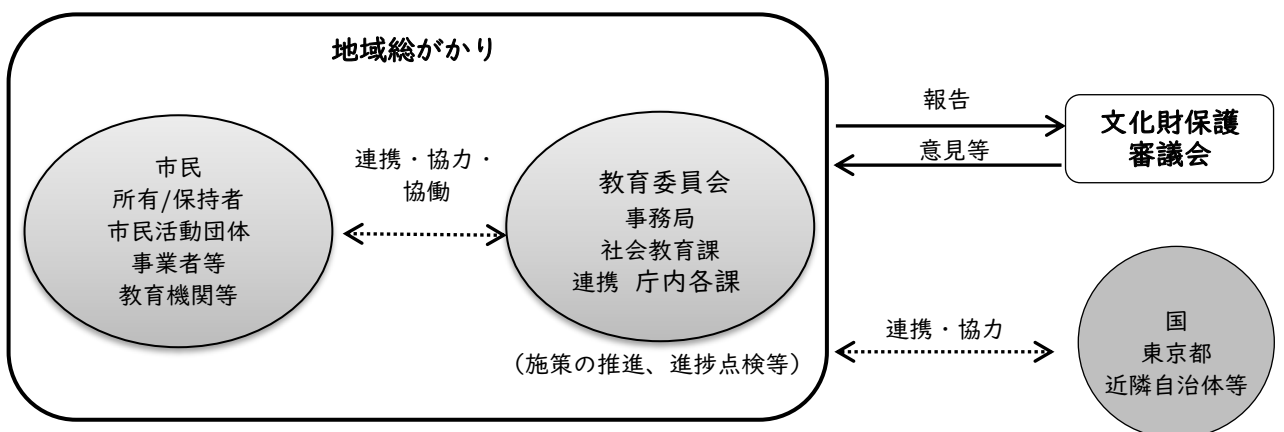 地域総がかり
市民
所有/保持者
市民活動団体
事業者等
教育機関等
連携・協力・
協働
教育委員会
事務局
社会教育課
連携 庁内各課
（施策の推進、進捗点検等）
報告
意見等
文化財保護
審議会
連携・協力
国
東京都
近隣自治体等